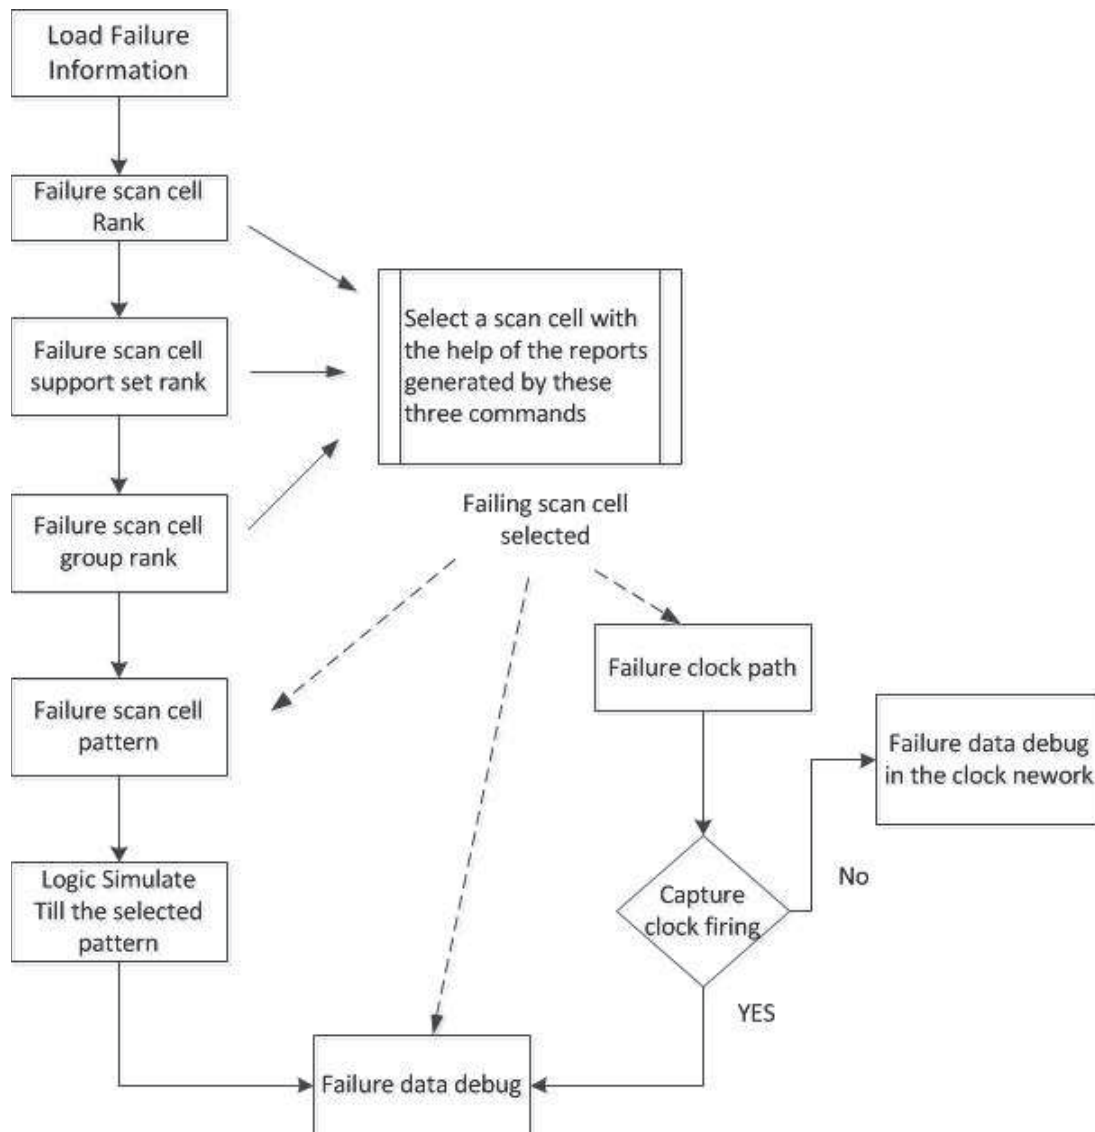 Load Failure
Information
Failure scan cell
Rank
Select a scan cell with
the help of the reports
generated by these
three commands
Failure scan cell
support set rank
Failing scan cell
selected
Failure scan cell
group rank
Failure clock path
Failure scan cell
pattern
Failure data debug
in the clock nework
Logic Simulate
Till the selected
pattern
Capture
clock firing
No
YES
Failure data debug